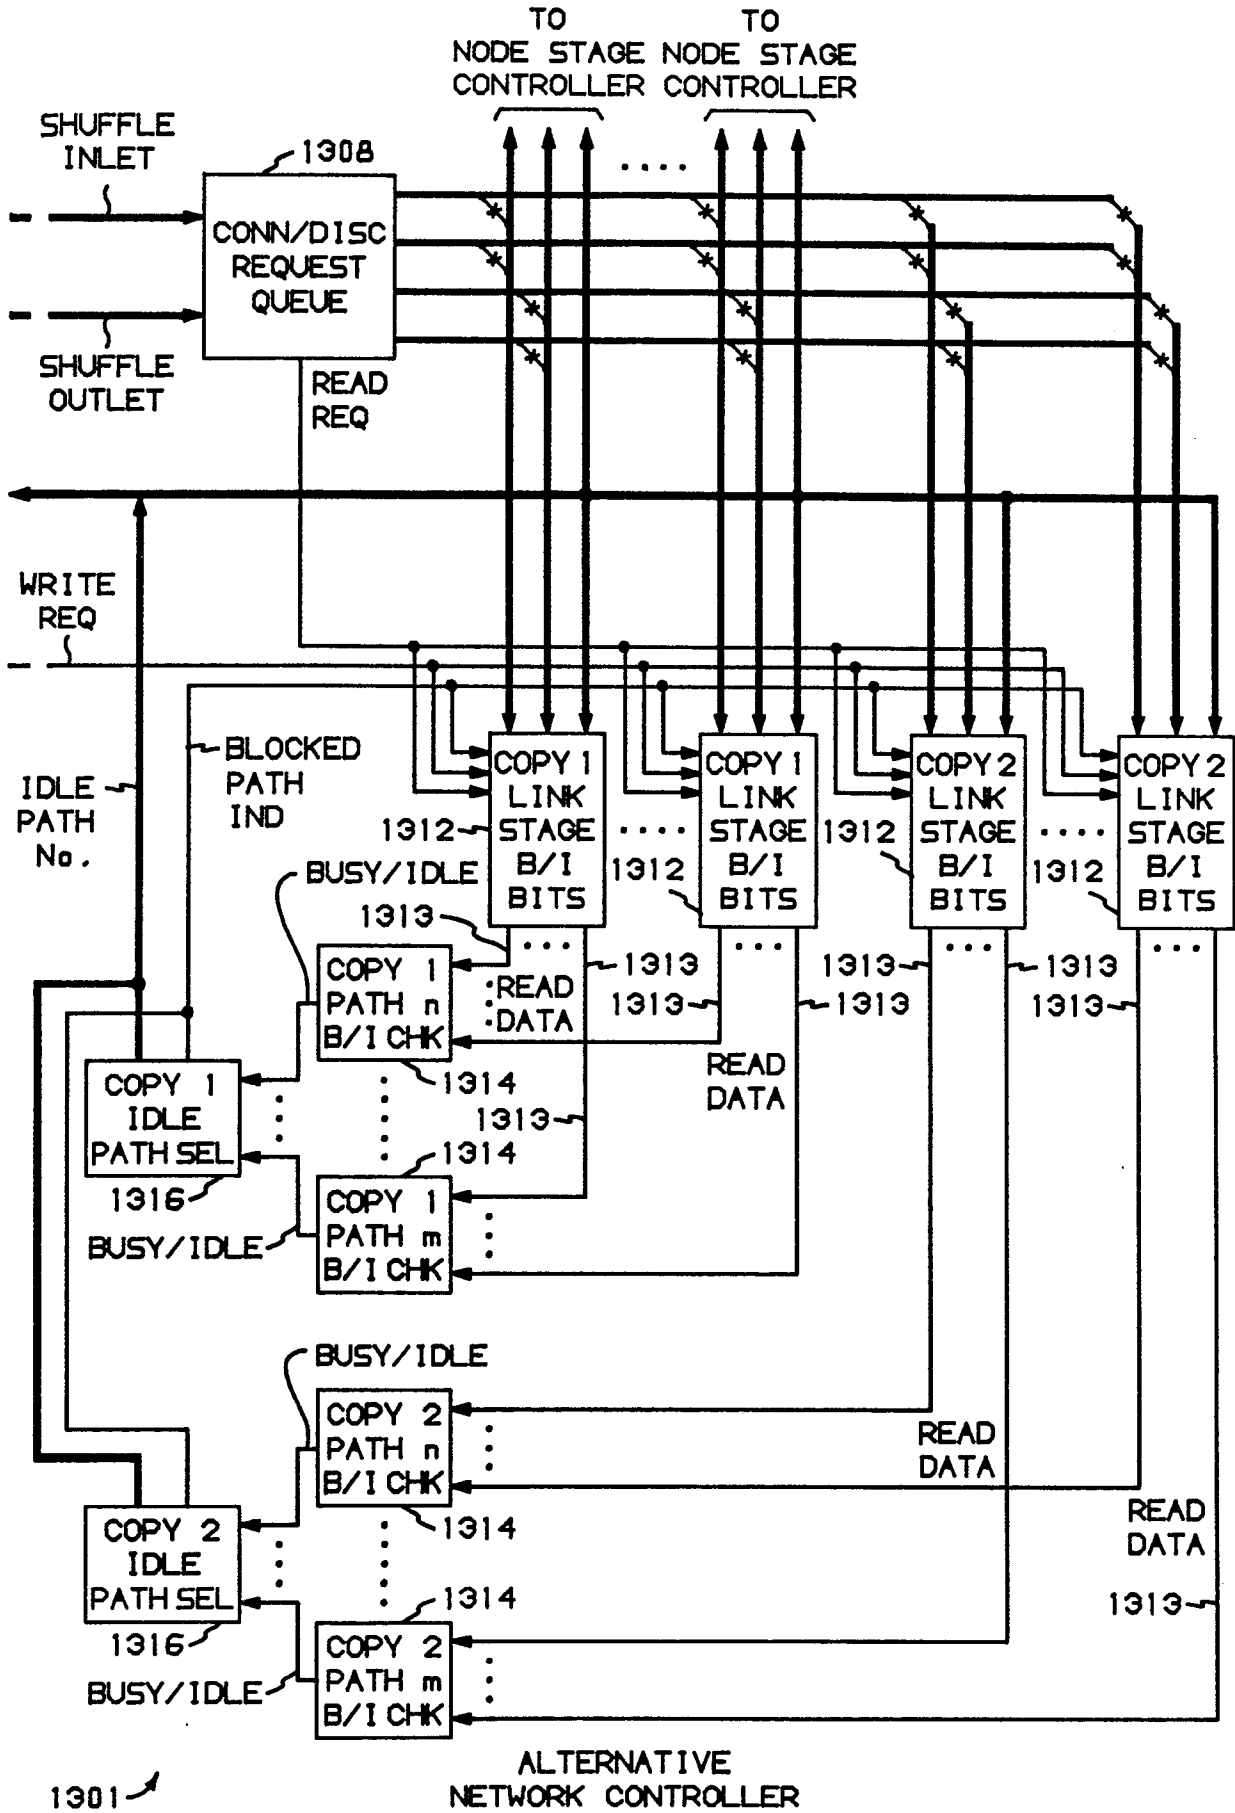 TO
NODE STAGE
CONTROLLER
TO
NODE STAGE
CONTROLLER
SHUFFLE
INLET
1308
CONN/DISC
REQUEST
QUEUE
SHUFFLE
OUTLET
READ
REQ
WRITE
REQ
BLOCKED
PATH
IND
IDLE
PATH
No.
COPY 1
LINK
STAGE
B/I
BITS
1312
COPY 1
LINK
STAGE
B/I
BITS
1312
COPY 2
LINK
STAGE
B/I
BITS
1312
COPY 2
LINK
STAGE
B/I
BITS
1312
BUSY/IDLE
1313
1313
1313
1313
1313
1313
1313
1313
READ
DATA
READ
DATA
COPY 1
PATH n
B/I CHK
1314
COPY 1
IDLE
PATH SEL
1316
1313
1314
COPY 1
PATH m
B/I CHK
BUSY/IDLE
BUSY/IDLE
COPY 2
PATH n
B/I CHK
1314
READ
DATA
READ
DATA
COPY 2
IDLE
PATH SEL
1316
1314
1313
COPY 2
PATH m
B/I CHK
BUSY/IDLE
1301
ALTERNATIVE
NETWORK CONTROLLER